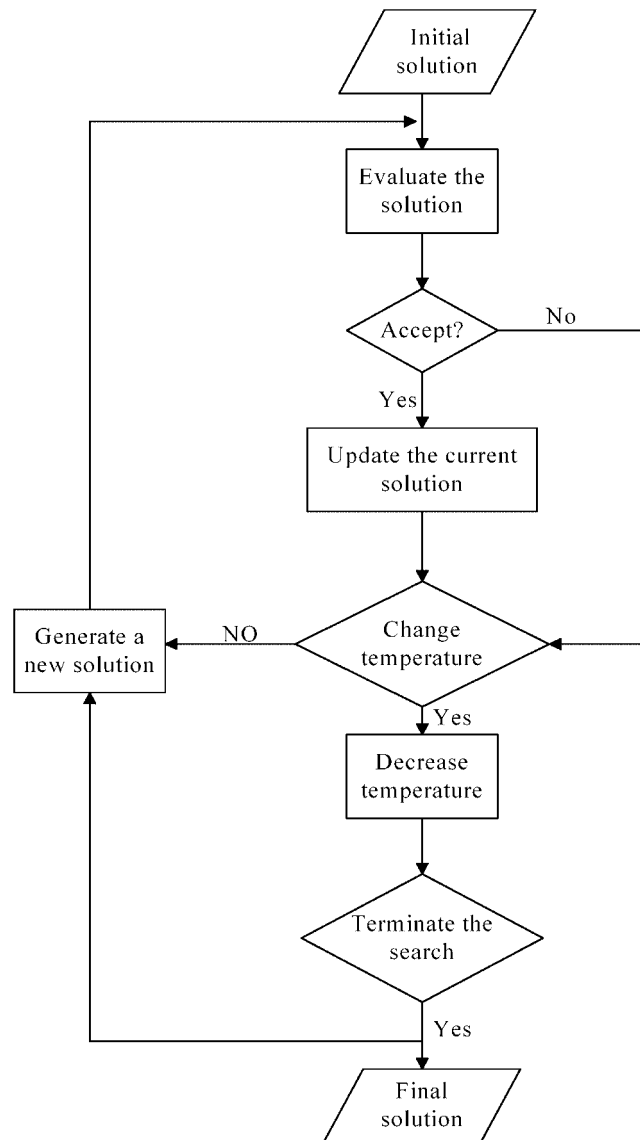 Initial
solution
Evaluate the
solution
Accept?
No
Yes
Update the current
solution
Generate a
new solution
NO
Change
temperature
Yes
Decrease
temperature
Terminate the
search
Yes
Final
solution